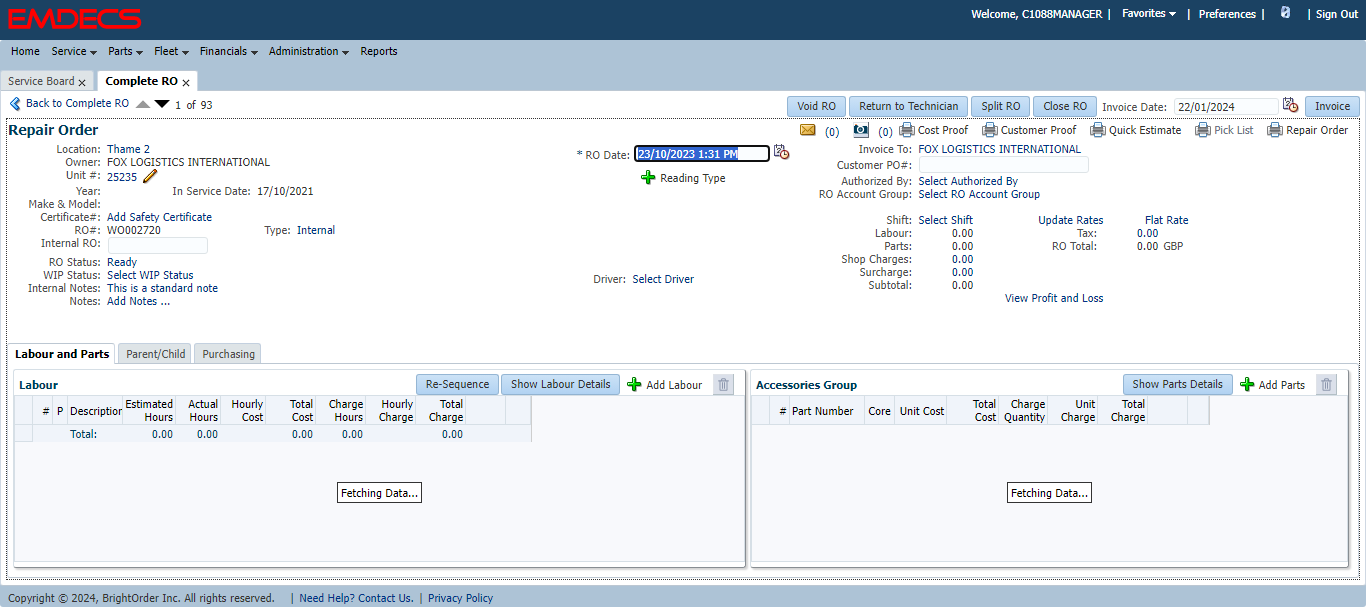 EMDECS
Welcome, C1088MANAGER | Favorites | Preferences | | Sign Out
Home Service Parts Fleet Financials Administration Reports
Service Board x Complete RO x
Back to Complete RO 1 of 93
Void RO Return to Technician Split RO Close RO Invoice Date: 22/01/2024 Invoice
Repair Order
(0) (0) Cost Proof Customer Proof Quick Estimate Pick List Repair Order
Location: Thame 2
Owner: FOX LOGISTICS INTERNATIONAL
Unit #: 25235
Year: In Service Date: 17/10/2021
Make & Model:
Certificate#: Add Safety Certificate
RO#: WO002720 Type: Internal
Internal RO:
RO Status: Ready
WIP Status: Select WIP Status
Internal Notes: This is a standard note
Notes: Add Notes ...
* RO Date: 23/10/2023 1:31 PM
Reading Type
Driver: Select Driver
Invoice To: FOX LOGISTICS INTERNATIONAL
Customer PO#:
Authorized By: Select Authorized By
RO Account Group: Select RO Account Group
Shift: Select Shift Update Rates Flat Rate
Labour: 0.00 Tax: 0.00
Parts: 0.00 RO Total: 0.00 GBP
Shop Charges: 0.00
Surcharge: 0.00
Subtotal: 0.00
View Profit and Loss
Labour and Parts Parent/Child Purchasing
Labour Re-Sequence Show Labour Details Add Labour
# P Description Estimated Hours Actual Hours Hourly Cost Total Cost Charge Hours Hourly Charge Total Charge
Total: 0.00 0.00 0.00 0.00 0.00
Fetching Data...
Accessories Group Show Parts Details Add Parts
# Part Number Core Unit Cost Total Cost Charge Quantity Unit Charge Total Charge
Fetching Data...
Copyright © 2024, BrightOrder Inc. All rights reserved. | Need Help? Contact Us. | Privacy Policy